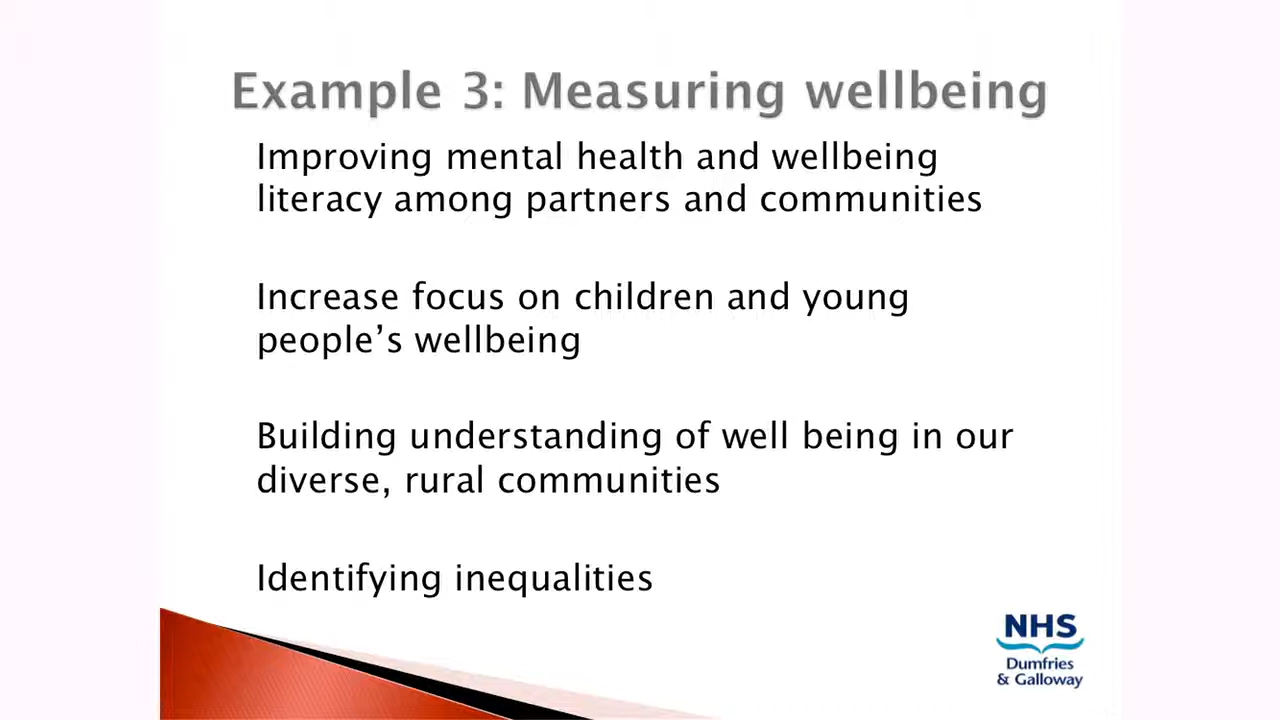 Example 3: Measuring wellbeing
Improving mental health and wellbeing
literacy among partners and communities
Increase focus on children and young
people’s wellbeing
Building understanding of well being in our
diverse, rural communities
Identifying inequalities
NHS
Dumfries
& Galloway